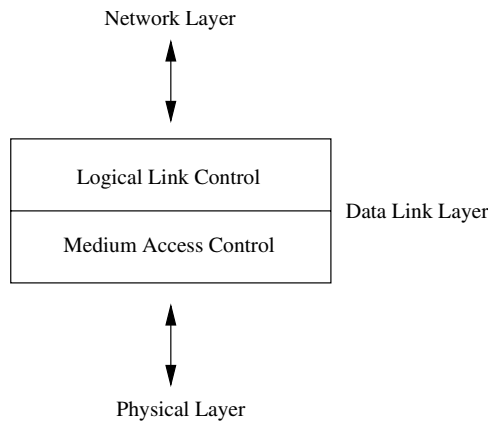 Network Layer
Logical Link Control
Data Link Layer
Medium Access Control
Physical Layer